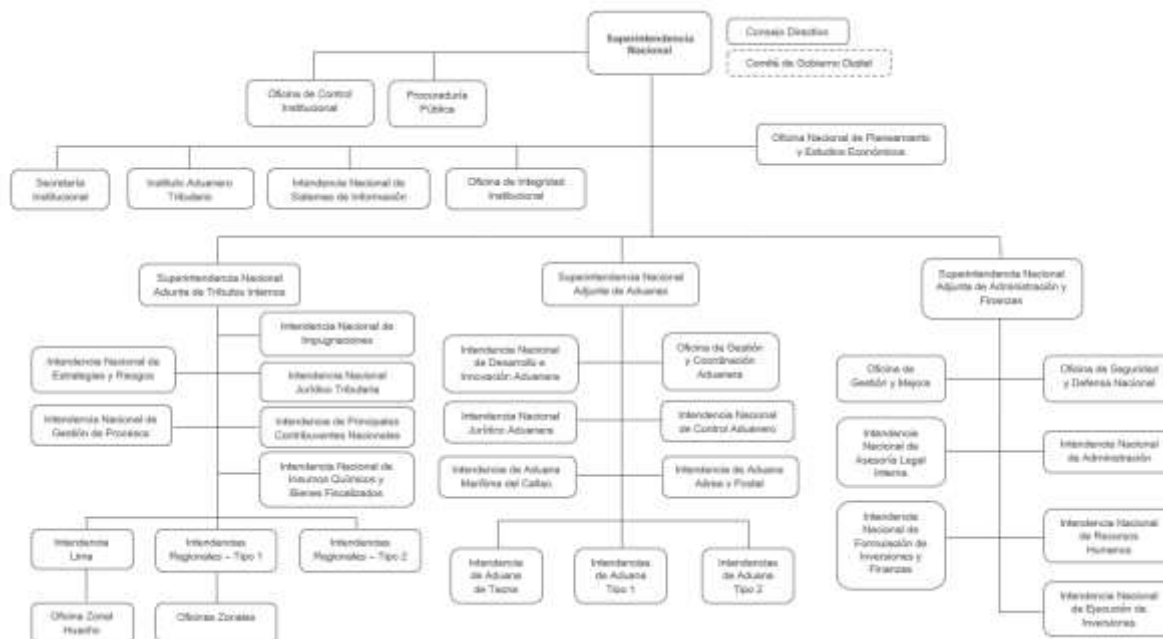 Superintendencia
Nacional
Consejo Directivo
Comité de Gobierno Digital
Oficina de Control
Institucional
Procuraduría
Pública
Oficina Nacional de Planeamiento
y Estudios Económicos
Secretaría
Institucional
Instituto Aduanero
Tributario
Intendencia Nacional de
Sistemas de Información
Oficina de Integridad
Institucional
Superintendencia Nacional
Adjunta de Tributos Internos
Superintendencia Nacional
Adjunta de Aduanas
Superintendencia Nacional
Adjunta de Administración y
Finanzas
Intendencia Nacional de
Impugnaciones
Intendencia Nacional de
Estrategias y Riesgos
Intendencia Nacional
Jurídico Tributaria
Intendencia Nacional de
Gestión de Procesos
Intendencia de Principales
Contribuyentes Nacionales
Intendencia Nacional de
Insumos Químicos y
Bienes Fiscalizados
Intendencia
Lima
Intendencias
Regionales – Tipo 1
Intendencias
Regionales – Tipo 2
Oficina Zonal
Huacho
Oficinas Zonales
Intendencia Nacional
de Desarrollo e
Innovación Aduanera
Oficina de Gestión
y Coordinación
Aduanera
Intendencia Nacional
Jurídico Aduanera
Intendencia Nacional
de Control Aduanero
Intendencia de Aduana
Marítima del Callao
Intendencia de Aduana
Aérea y Postal
Intendencia
de Aduana
de Tacna
Intendencias
de Aduana
Tipo 1
Intendencias
de Aduana
Tipo 2
Oficina de
Gestión y Mejora
Oficina de Seguridad
y Defensa Nacional
Intendencia
Nacional de
Asesoría Legal
Interna
Intendencia Nacional
de Administración
Intendencia
Nacional de
Formulación de
Inversiones y
Finanzas
Intendencia Nacional
de Recursos
Humanos
Intendencia Nacional
de Ejecución de
Inversiones